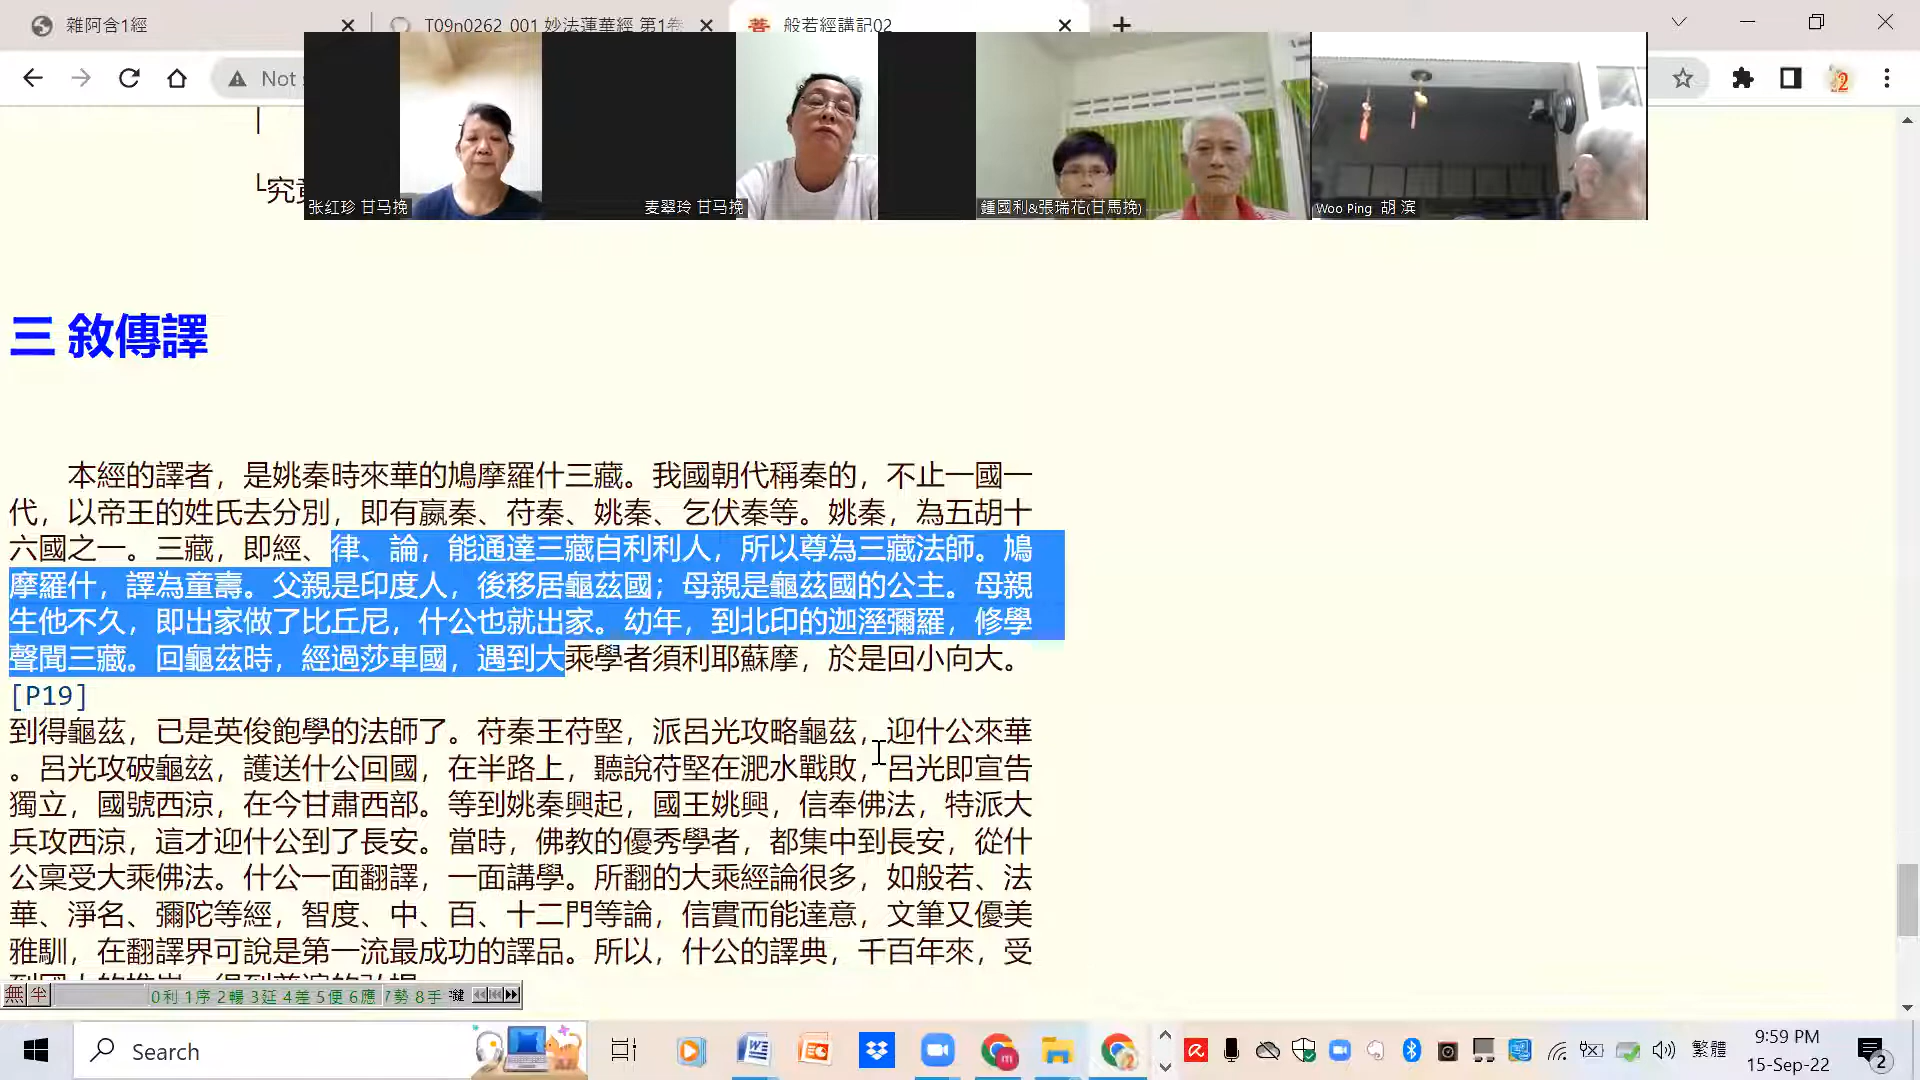 雜阿含1經
T09n0262_001 妙法蓮華經 第1卷
般若經講記02
Not
张红珍 甘马挽
麦翠玲 甘马挽
鍾國利&張瑞花(甘馬挽)
Woo Ping 胡 滨
三 敘傳譯
本經的譯者，是姚秦時來華的鳩摩羅什三藏。我國朝代稱秦的，不止一國一
代，以帝王的姓氏去分別，即有嬴秦、苻秦、姚秦、乞伏秦等。姚秦，為五胡十
六國之一。三藏，即經、律、論，能通達三藏自利利人，所以尊為三藏法師。鳩
摩羅什，譯為童壽。父親是印度人，後移居龜茲國；母親是龜茲國的公主。母親
生他不久，即出家做了比丘尼，什公也就出家。幼年，到北印的迦溼彌羅，修學
聲聞三藏。回龜茲時，經過莎車國，遇到大乘學者須利耶蘇摩，於是回小向大。
[P19]
到得龜茲，已是英俊飽學的法師了。苻秦王苻堅，派呂光攻略龜茲，迎什公來華
。呂光攻破龜茲，護送什公回國，在半路上，聽說苻堅在淝水戰敗，呂光即宣告
獨立，國號西涼，在今甘肅西部。等到姚秦興起，國王姚興，信奉佛法，特派大
兵攻西涼，這才迎什公到了長安。當時，佛教的優秀學者，都集中到長安，從什
公稟受大乘佛法。什公一面翻譯，一面講學。所翻的大乘經論很多，如般若、法
華、淨名、彌陀等經，智度、中、百、十二門等論，信實而能達意，文筆又優美
雅馴，在翻譯界可說是第一流最成功的譯品。所以，什公的譯典，千百年來，受
無 半 0利 1序 2暢 3延 4差 5便 6應 7勢 8手
Search
繁體
9:59 PM
15-Sep-22
2